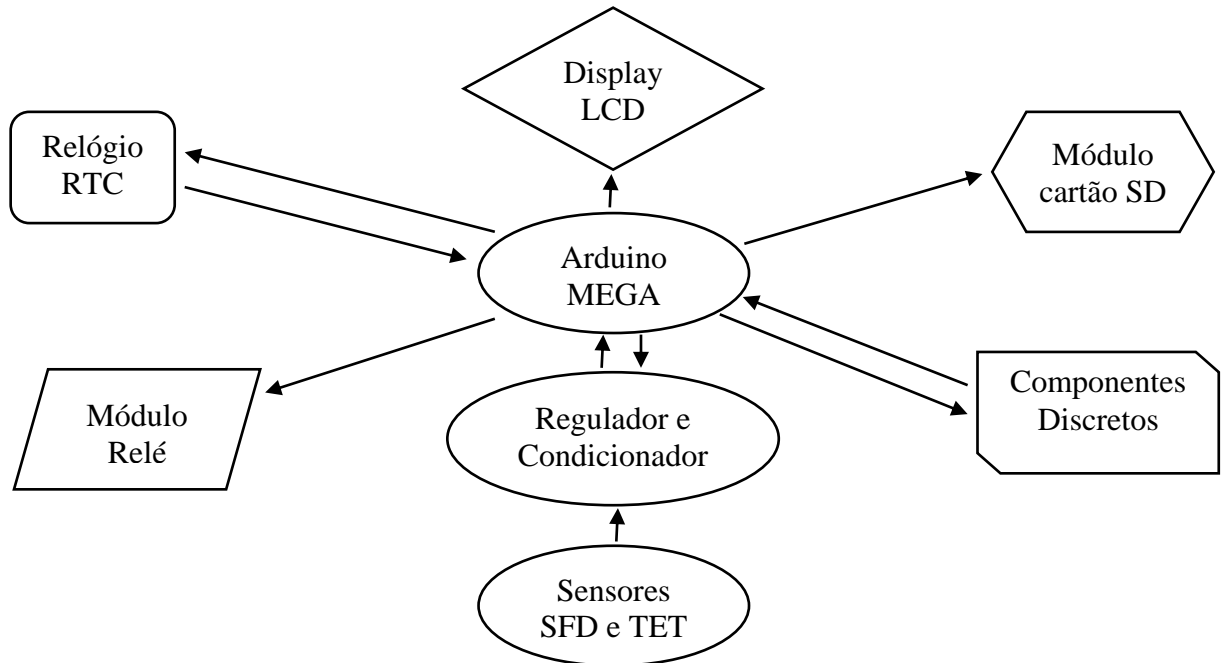 Display
LCD
Relógio
RTC
Módulo
cartão SD
Arduino
MEGA
Módulo
Relé
Regulador e
Condicionador
Componentes
Discretos
Sensores
SFD e TET